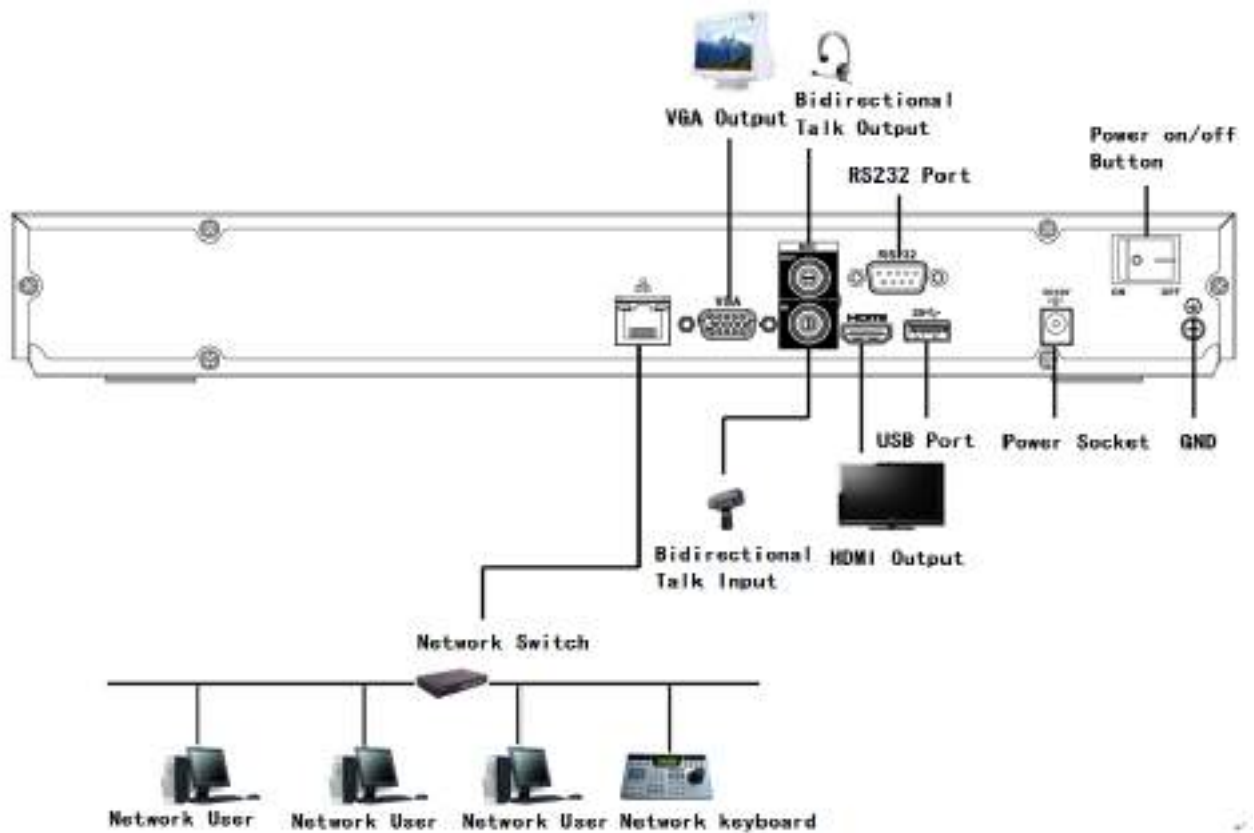 VGA Output
Bidirectional
Talk Output
RS232 Port
Power on/off
Button
RS232
VGA
HDMI
ON OFF
USB Port
Power Socket
GND
Bidirectional
Talk Input
HDMI Output
Network Switch
Network User
Network User
Network User
Network keyboard